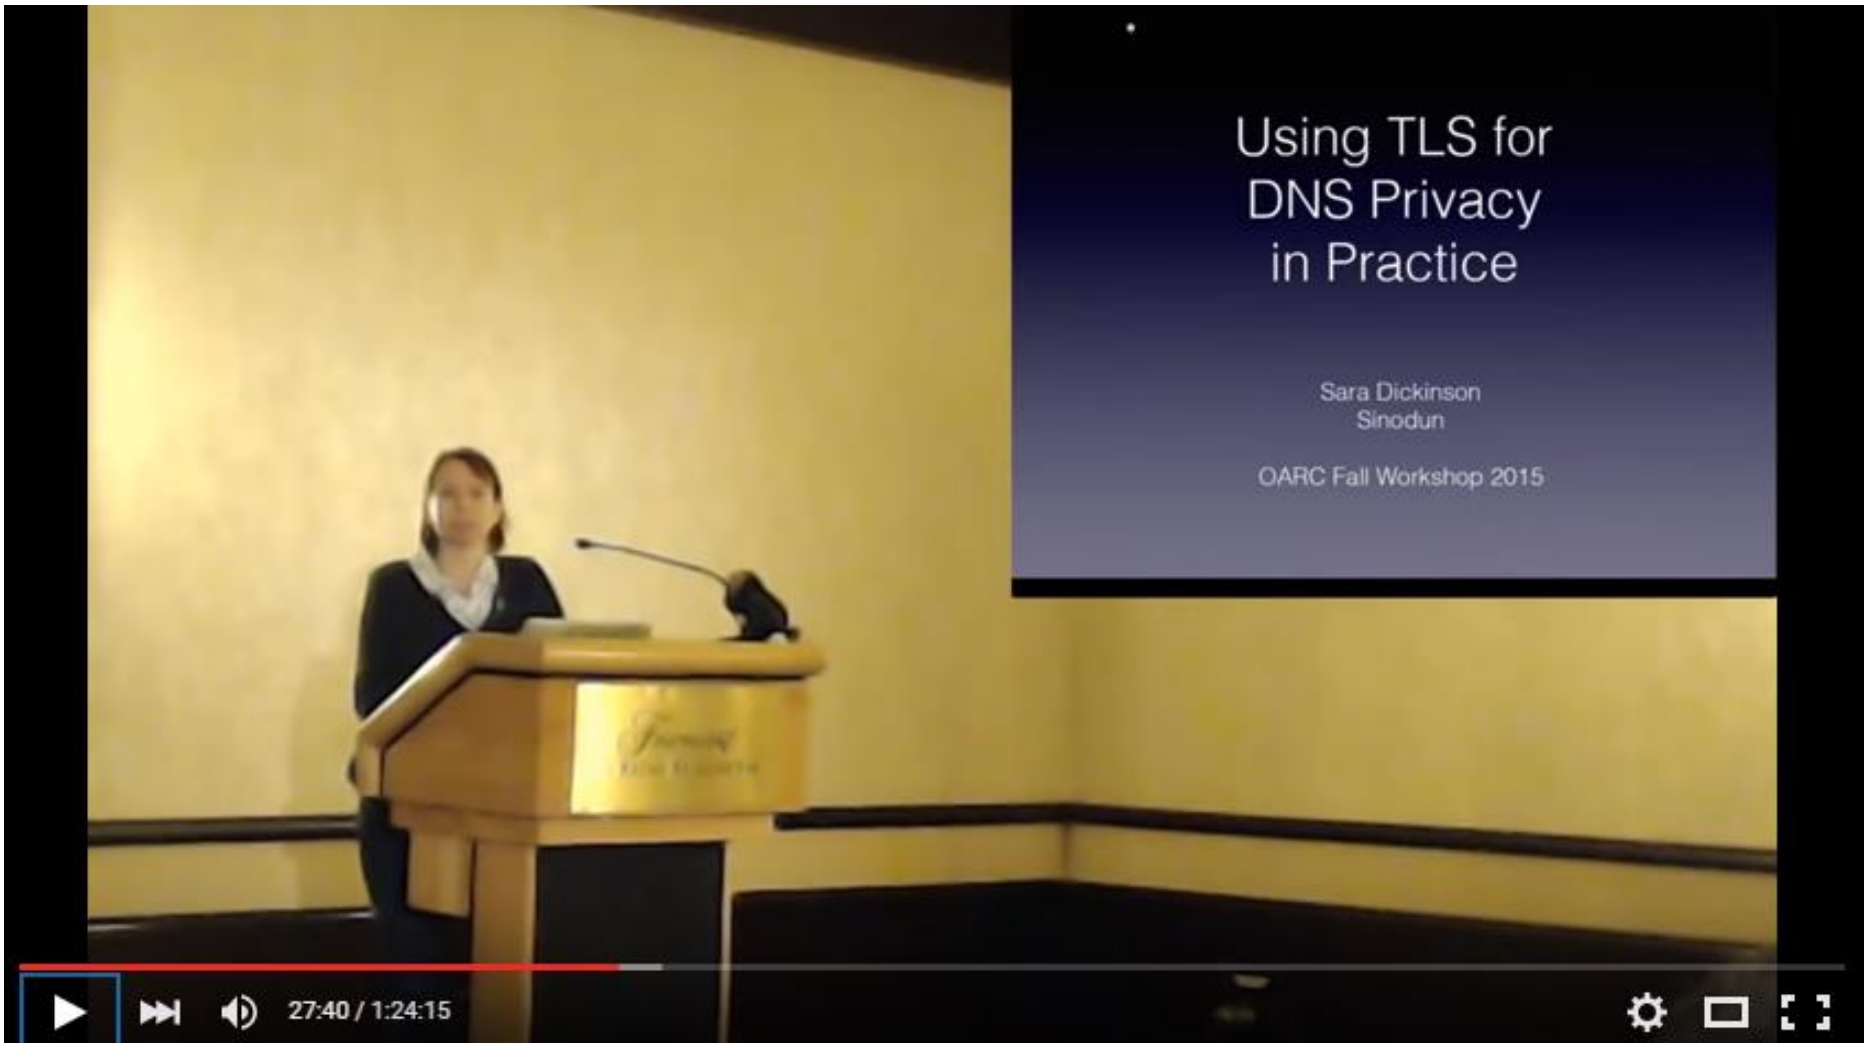 Using TLS for
DNS Privacy
in Practice
Sara Dickinson
Sinodun
OARC Fall Workshop 2015
Fairmont
27:40 / 1:24:15